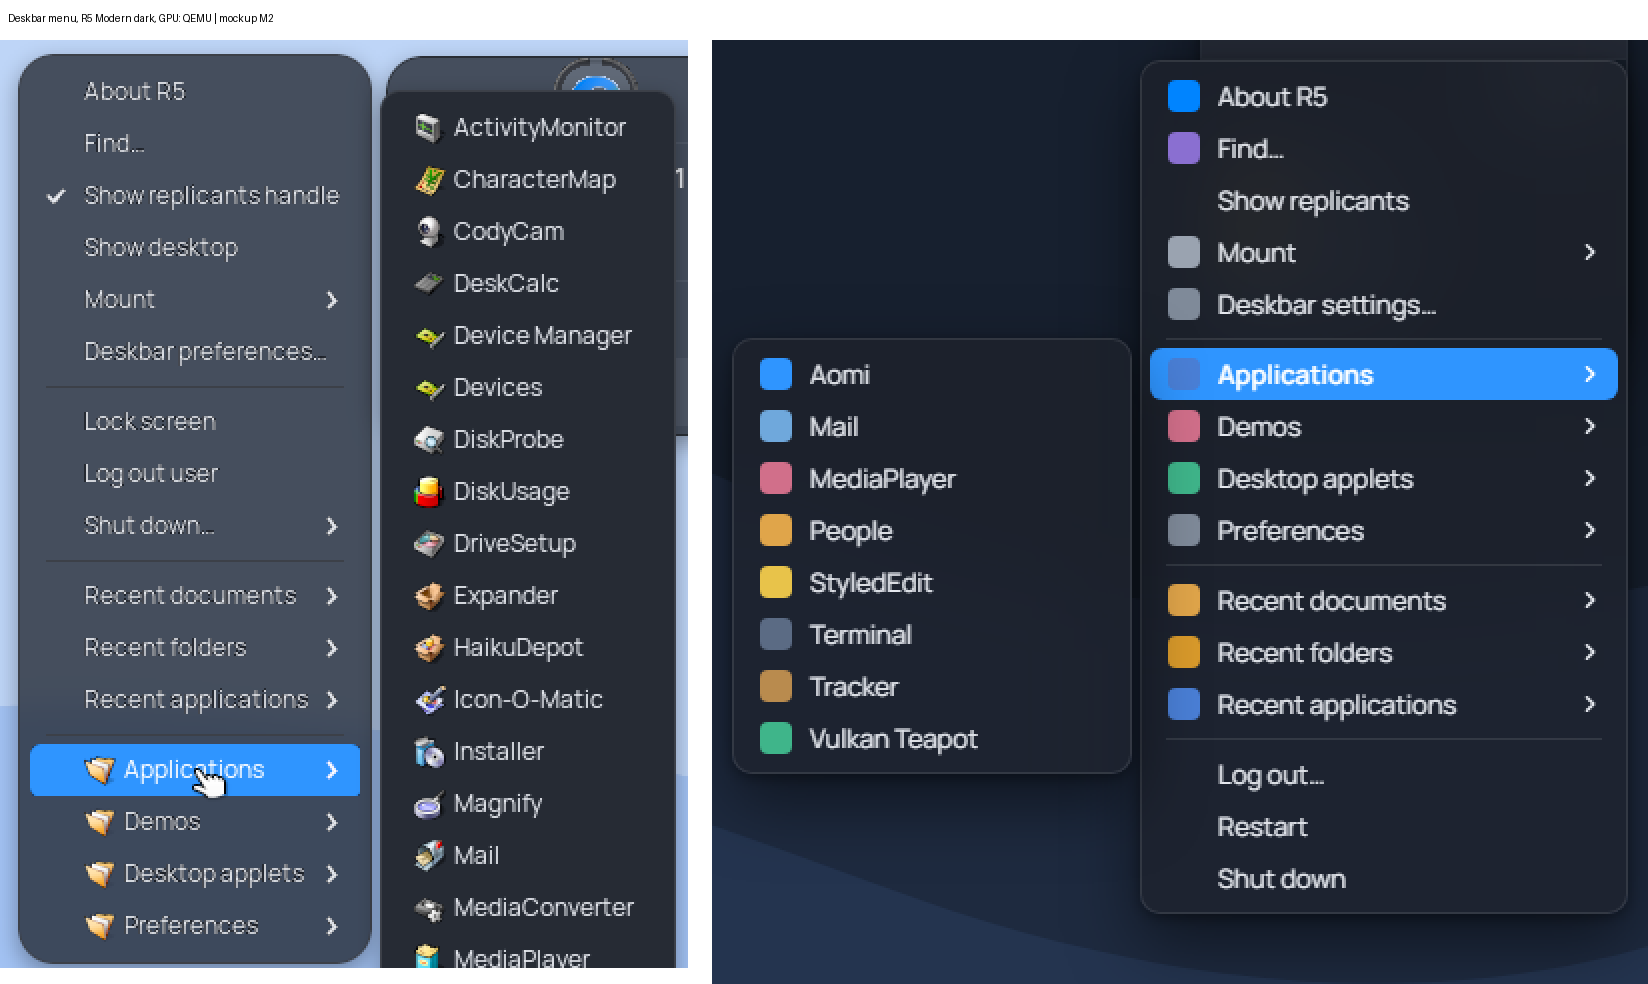 Deskbar menu, R5 Modern dark, GPU: QEMU | mockup M2
About R5
Find...
Show replicants handle
Show desktop
Mount
Deskbar preferences...
Lock screen
Log out user
Shut down...
Recent documents
Recent folders
Recent applications
Applications
Demos
Desktop applets
Preferences
1
ActivityMonitor
CharacterMap
CodyCam
DeskCalc
Device Manager
Devices
DiskProbe
DiskUsage
DriveSetup
Expander
HaikuDepot
Icon-O-Matic
Installer
Magnify
Mail
MediaConverter
MediaPlayer
Aomi
Mail
MediaPlayer
People
StyledEdit
Terminal
Tracker
Vulkan Teapot
About R5
Find...
Show replicants
Mount
Deskbar settings...
Applications
Demos
Desktop applets
Preferences
Recent documents
Recent folders
Recent applications
Log out...
Restart
Shut down